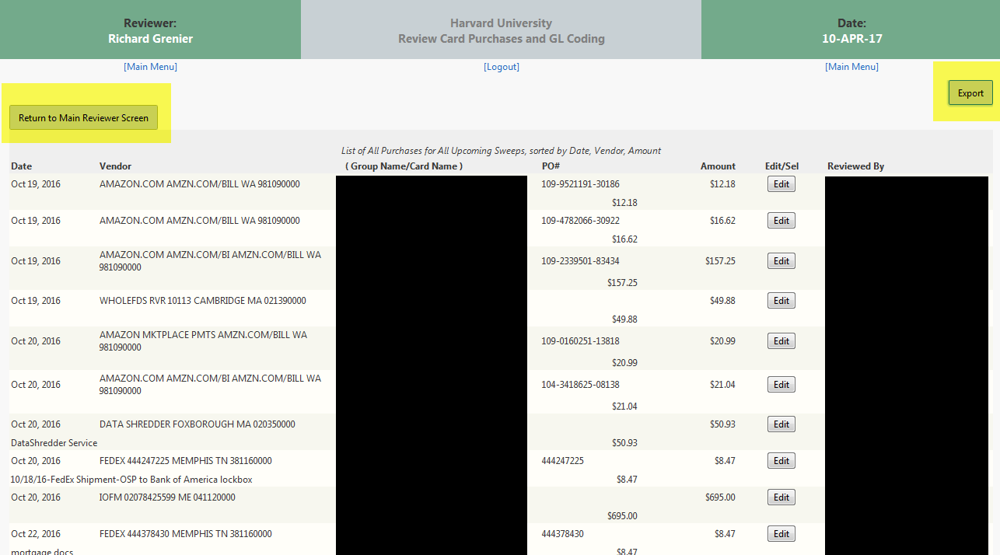 Reviewer:
Richard Grenier
Harvard University
Review Card Purchases and GL Coding
Date:
10-APR-17
[Main Menu] [Logout] [Main Menu]
Export
Return to Main Reviewer Screen
List of All Purchases for All Upcoming Sweeps, sorted by Date, Vendor, Amount
Date Vendor ( Group Name/Card Name ) PO# Amount Edit/Sel Reviewed By
Oct 19, 2016 AMAZON.COM AMZN.COM/BILL WA 981090000 109-9521191-30186 $12.18 Edit
$12.18
Oct 19, 2016 AMAZON.COM AMZN.COM/BILL WA 981090000 109-4782066-30922 $16.62 Edit
$16.62
Oct 19, 2016 AMAZON.COM AMZN.COM/BI AMZN.COM/BILL WA
981090000 109-2339501-83434 $157.25 Edit
$157.25
Oct 19, 2016 WHOLEFDS RVR 10113 CAMBRIDGE MA 021390000 $49.88 Edit
$49.88
Oct 20, 2016 AMAZON MKTPLACE PMTS AMZN.COM/BILL WA
981090000 109-0160251-13818 $20.99 Edit
$20.99
Oct 20, 2016 AMAZON.COM AMZN.COM/BI AMZN.COM/BILL WA
981090000 104-3418625-08138 $21.04 Edit
$21.04
Oct 20, 2016 DATA SHREDDER FOXBOROUGH MA 020350000 $50.93 Edit
DataShredder Service $50.93
Oct 20, 2016 FEDEX 444247225 MEMPHIS TN 381160000 444247225 $8.47 Edit
10/18/16-FedEx Shipment-OSP to Bank of America lockbox $8.47
Oct 20, 2016 IOFM 02078425599 ME 041120000 $695.00 Edit
$695.00
Oct 22, 2016 FEDEX 444378430 MEMPHIS TN 381160000 444378430 $8.47 Edit
mortgage docs $8.47